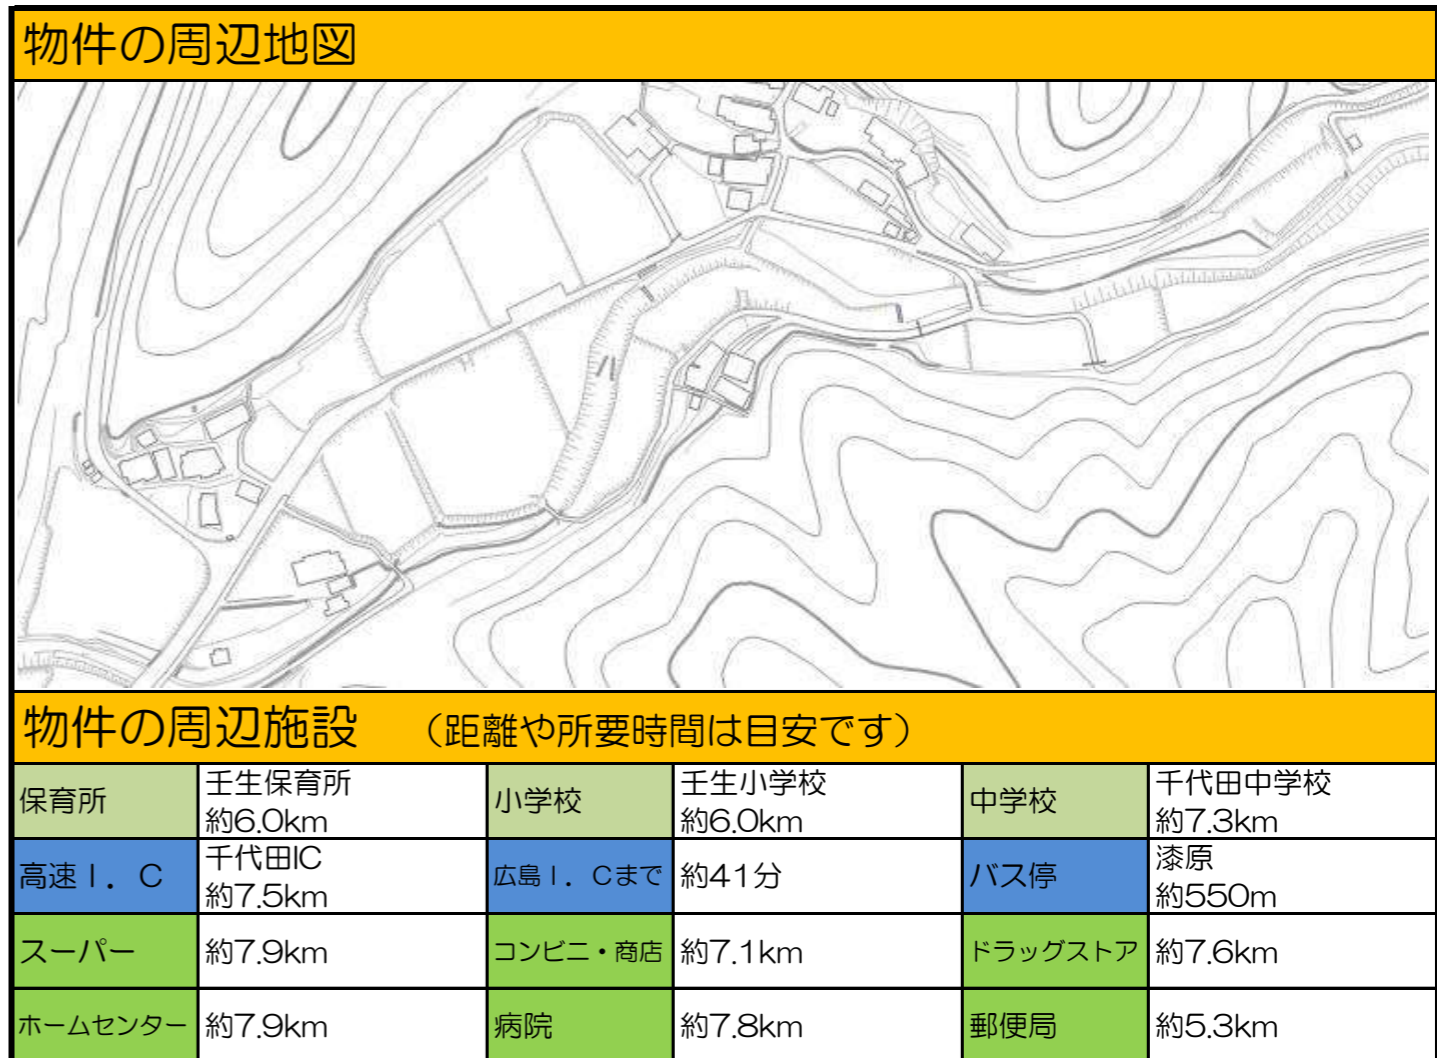 物件の周辺地図
物件の周辺施設　（距離や所要時間は目安です）
保育所
壬生保育所
約6.0km
小学校
壬生小学校
約6.0km
中学校
千代田中学校
約7.3km
高速Ｉ．Ｃ
千代田IC
約7.5km
広島Ｉ．Ｃまで
約41分
バス停
漆原
約550m
スーパー
約7.9km
コンビニ・商店
約7.1km
ドラッグストア
約7.6km
ホームセンター
約7.9km
病院
約7.8km
郵便局
約5.3km